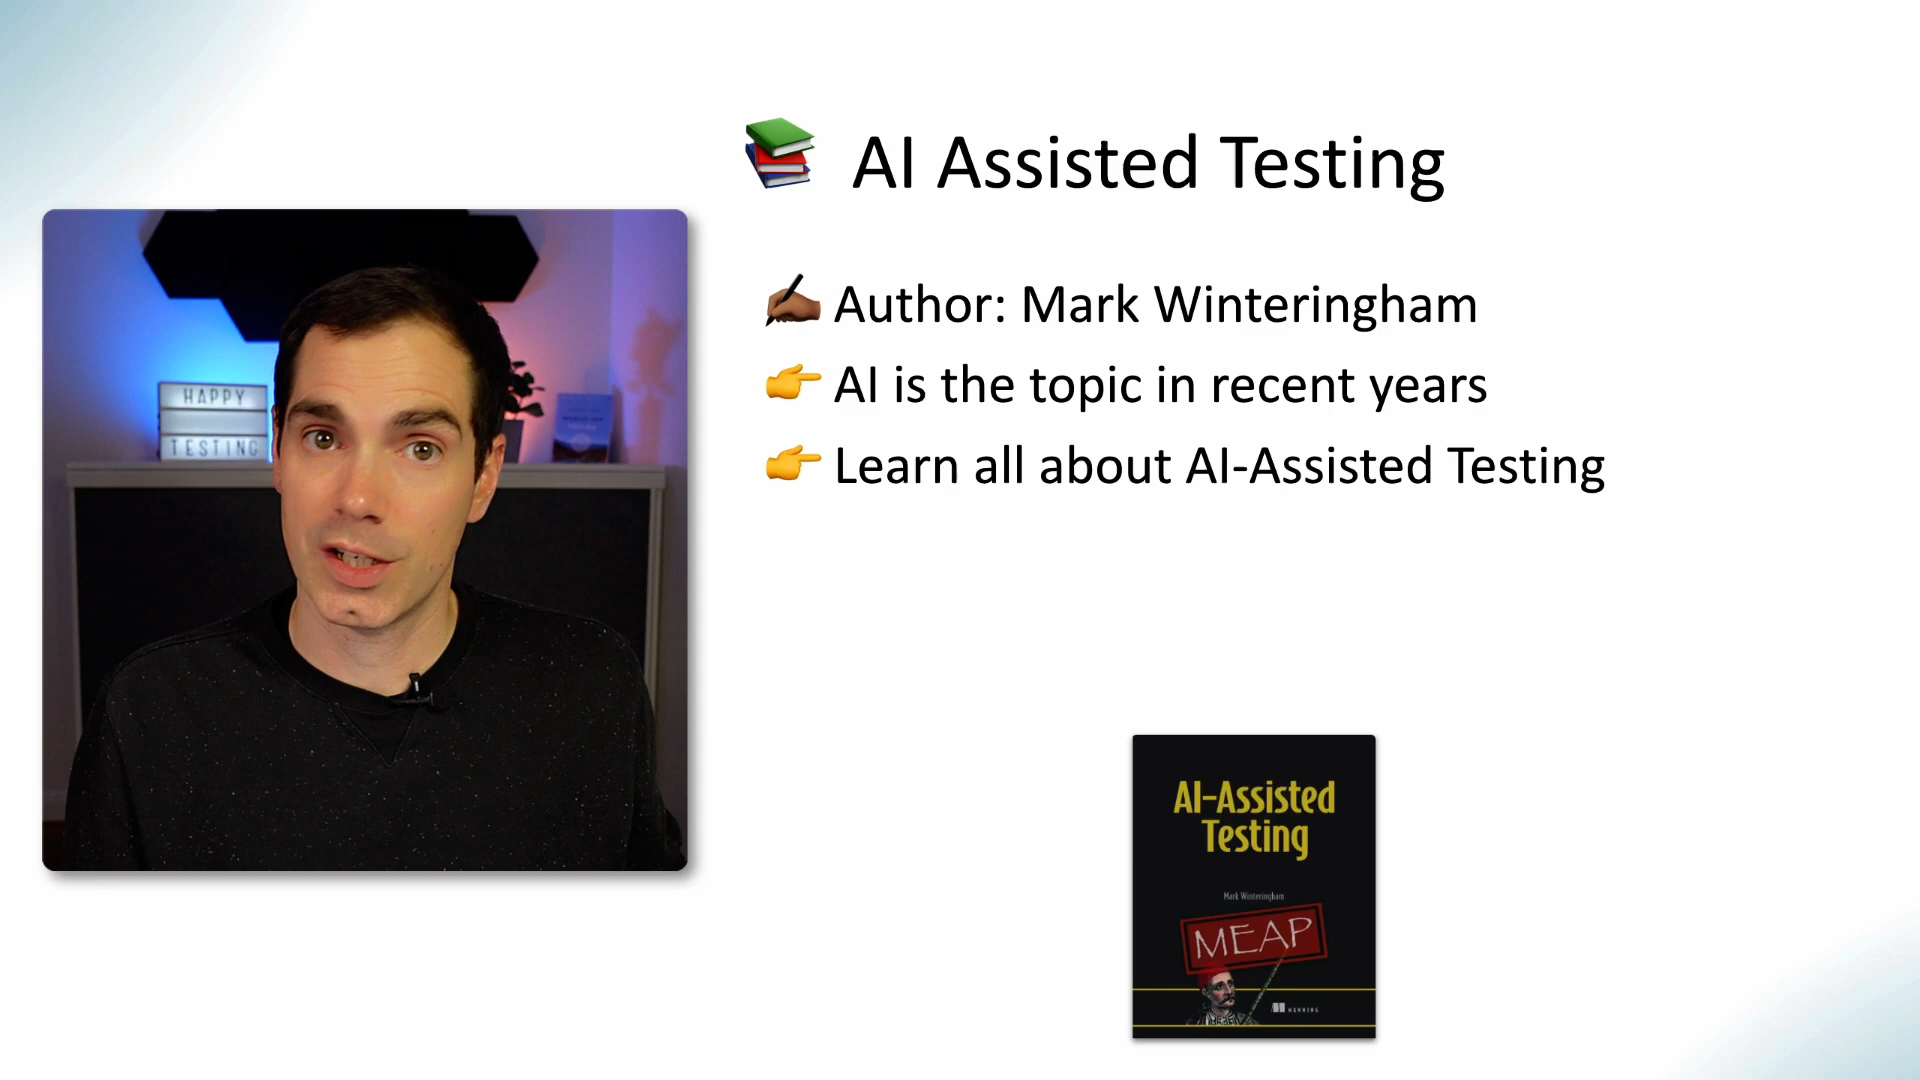 📚 AI Assisted Testing
✍🏾 Author: Mark Winteringham
👉 AI is the topic in recent years
👉 Learn all about AI-Assisted Testing
HAPPY
TESTING
AI-Assisted
Testing
Mark Winteringham
MEAP
MANNING